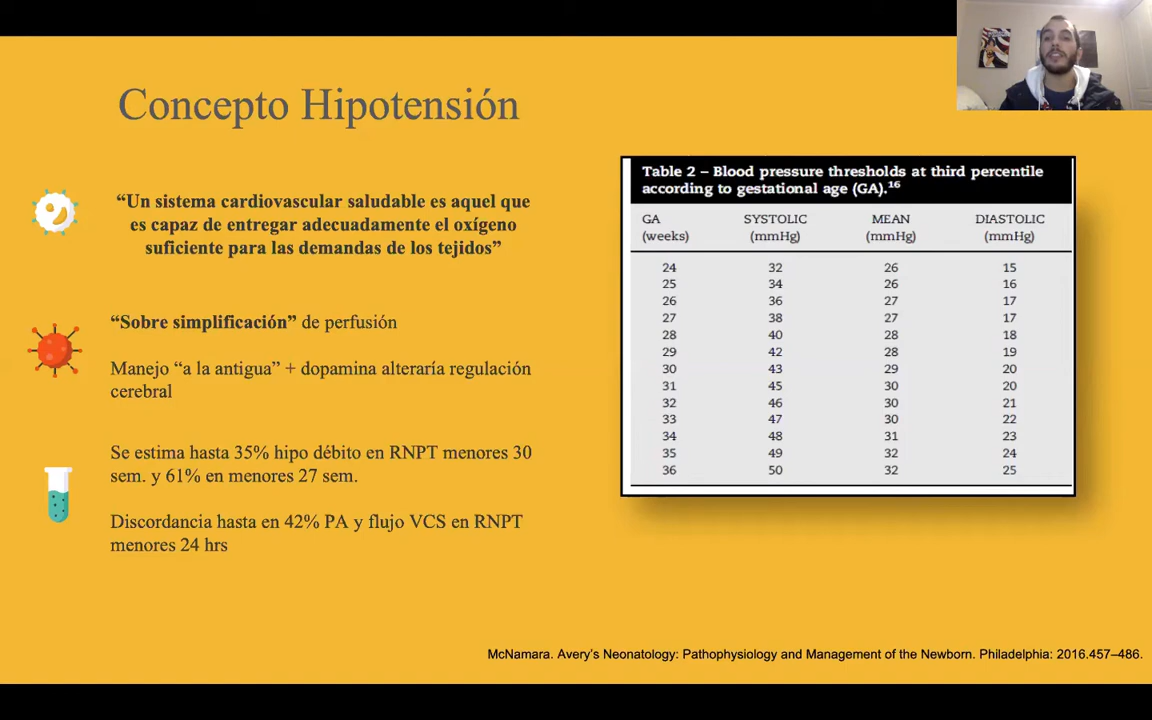 Concepto Hipotensión
“Un sistema cardiovascular saludable es aquel que
es capaz de entregar adecuadamente el oxígeno
suficiente para las demandas de los tejidos”
“Sobre simplificación” de perfusión
Manejo “a la antigua” + dopamina alteraría regulación
cerebral
Se estima hasta 35% hipo débito en RNPT menores 30
sem. y 61% en menores 27 sem.
Discordancia hasta en 42% PA y flujo VCS en RNPT
menores 24 hrs
Table 2 – Blood pressure thresholds at third percentile
according to gestational age (GA).16
GA SYSTOLIC MEAN DIASTOLIC
(weeks) (mmHg) (mmHg) (mmHg)
24 32 26 15
25 34 26 16
26 36 27 17
27 38 27 17
28 40 28 18
29 42 28 19
30 43 29 20
31 45 30 20
32 46 30 21
33 47 30 22
34 48 31 23
35 49 32 24
36 50 32 25
McNamara. Avery’s Neonatology: Pathophysiology and Management of the Newborn. Philadelphia: 2016.457–486.